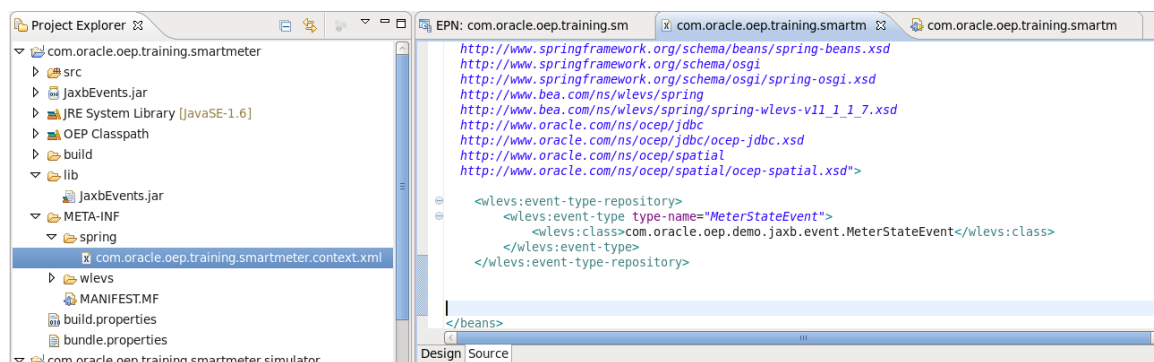 Project Explorer
com.oracle.oep.training.smartmeter
src
JaxbEvents.jar
JRE System Library [JavaSE-1.6]
OEP Classpath
build
lib
JaxbEvents.jar
META-INF
spring
com.oracle.oep.training.smartmeter.context.xml
wlevs
MANIFEST.MF
build.properties
bundle.properties
com.oracle.oep.training.smartmeter.simulator
EPN: com.oracle.oep.training.sm
com.oracle.oep.training.smartm
com.oracle.oep.training.smartm
http://www.springframework.org/schema/beans/spring-beans.xsd
http://www.springframework.org/schema/osgi
http://www.springframework.org/schema/osgi/spring-osgi.xsd
http://www.bea.com/ns/wlevs/spring
http://www.bea.com/ns/wlevs/spring/spring-wlevs-v11_1_1_7.xsd
http://www.oracle.com/ns/ocep/jdbc
http://www.oracle.com/ns/ocep/jdbc/ocep-jdbc.xsd
http://www.oracle.com/ns/ocep/spatial
http://www.oracle.com/ns/ocep/spatial/ocep-spatial.xsd">
<wlevs:event-type-repository>
<wlevs:event-type type-name="MeterStateEvent">
<wlevs:class>com.oracle.oep.demo.jaxb.event.MeterStateEvent</wlevs:class>
</wlevs:event-type>
</wlevs:event-type-repository>
</beans>
Design Source